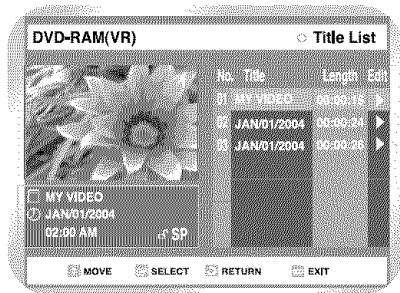 DVD-RAM(VR) Title List
No. Title Length Edit
01 MY VIDEO 00:00:15
02 JAN/01/2004 00:00:24
03 JAN/01/2004 00:00:26
MY VIDEO
JAN/01/2004
02:00 AM SP
MOVE SELECT RETURN EXIT